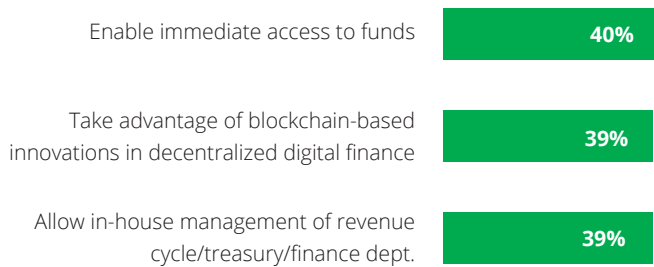 Enable immediate access to funds 40%
Take advantage of blockchain-based
innovations in decentralized digital finance 39%
Allow in-house management of revenue
cycle/treasury/finance dept. 39%